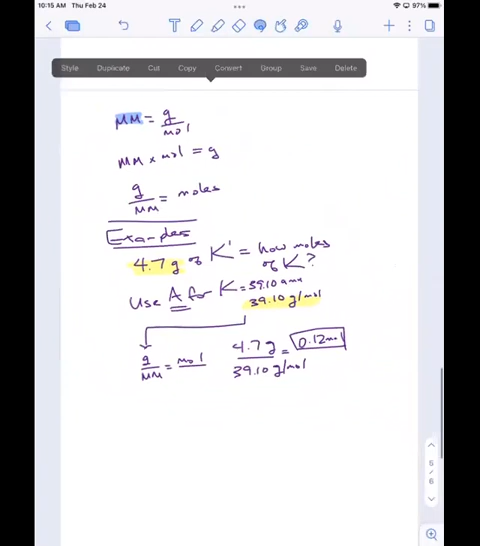 10:15 AM Thu Feb 24
97%
Style Duplicate Cut Copy Convert Group Save Delete
MM = g/mol
MM x mol = g
g/MM = moles
Examples
4.7 g of K = how moles
of K?
Use A for K = 39.10 amu
39.10 g/mol
g/MM = mol
4.7 g / 39.10 g/mol = 0.12 mol
5
/
6